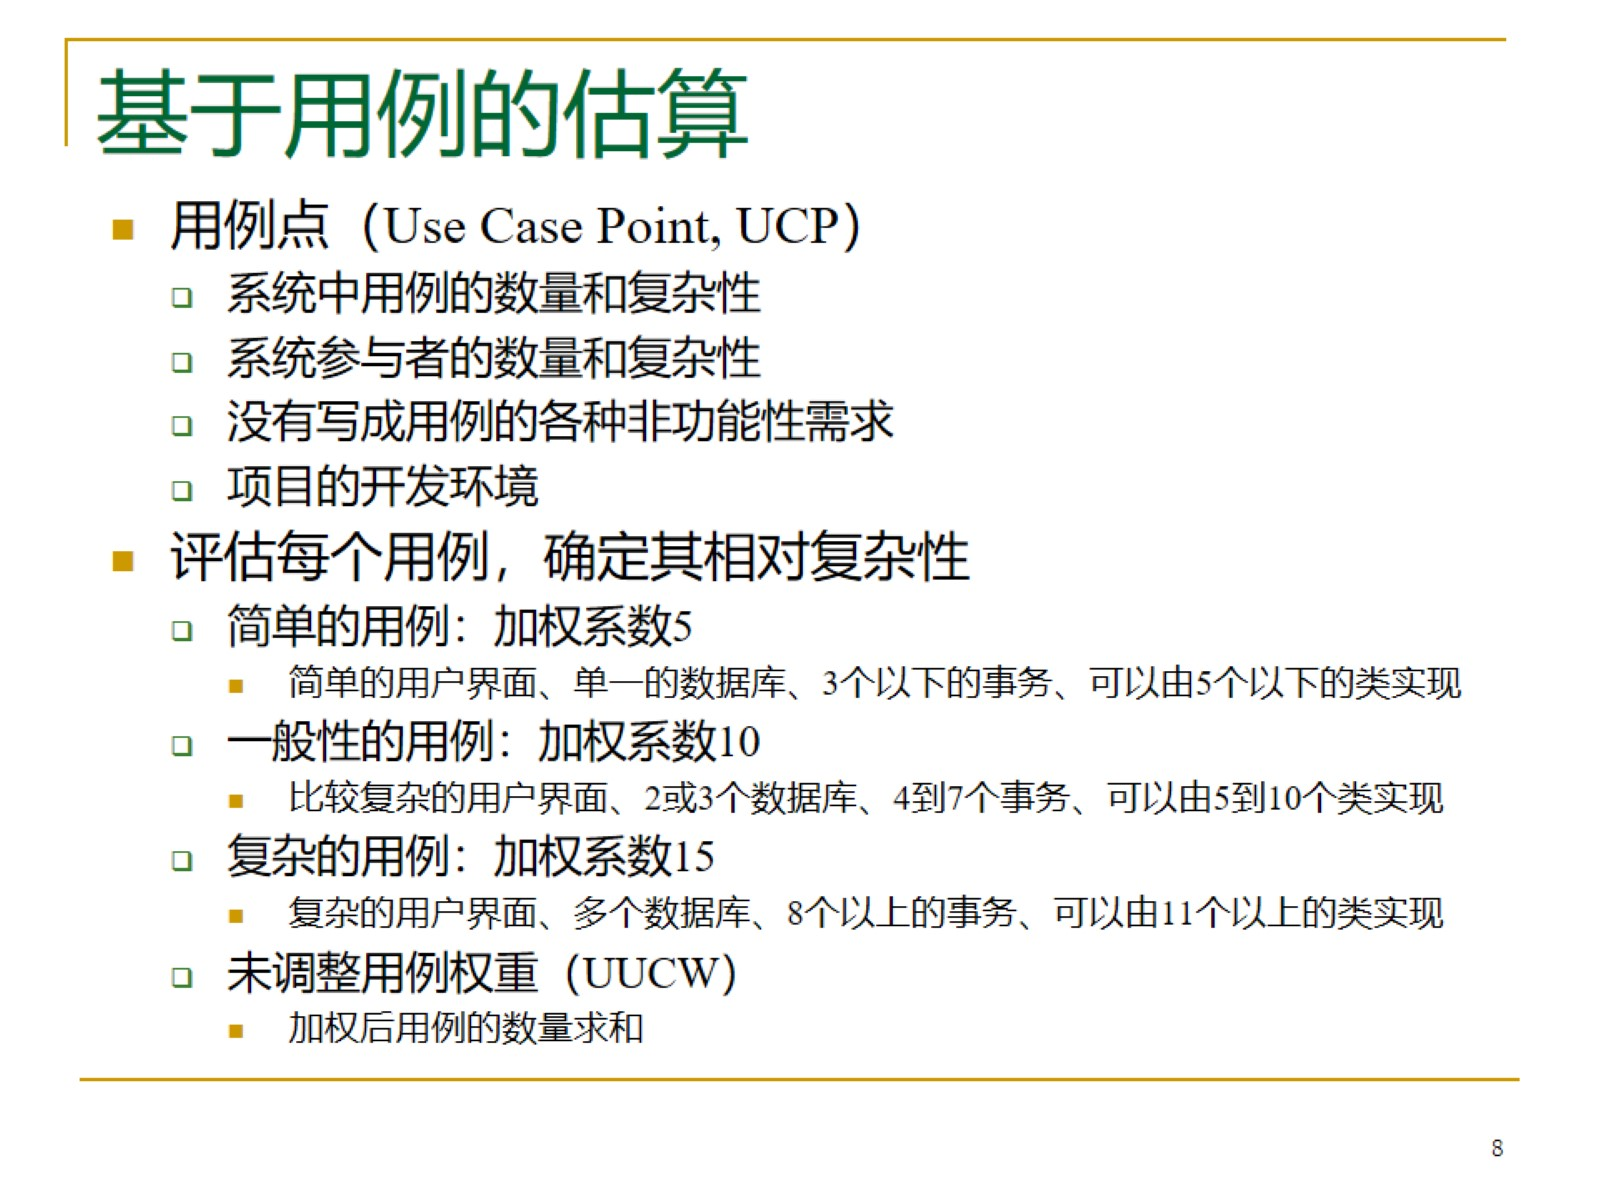 基于用例的估算
用例点（Use Case Point, UCP）
系统中用例的数量和复杂性
系统参与者的数量和复杂性
没有写成用例的各种非功能性需求
项目的开发环境
评估每个用例，确定其相对复杂性
简单的用例：加权系数5
简单的用户界面、单一的数据库、3个以下的事务、可以由5个以下的类实现
一般性的用例：加权系数10
比较复杂的用户界面、2或3个数据库、4到7个事务、可以由5到10个类实现
复杂的用例：加权系数15
复杂的用户界面、多个数据库、8个以上的事务、可以由11个以上的类实现
未调整用例权重（UUCW）
加权后用例的数量求和
8